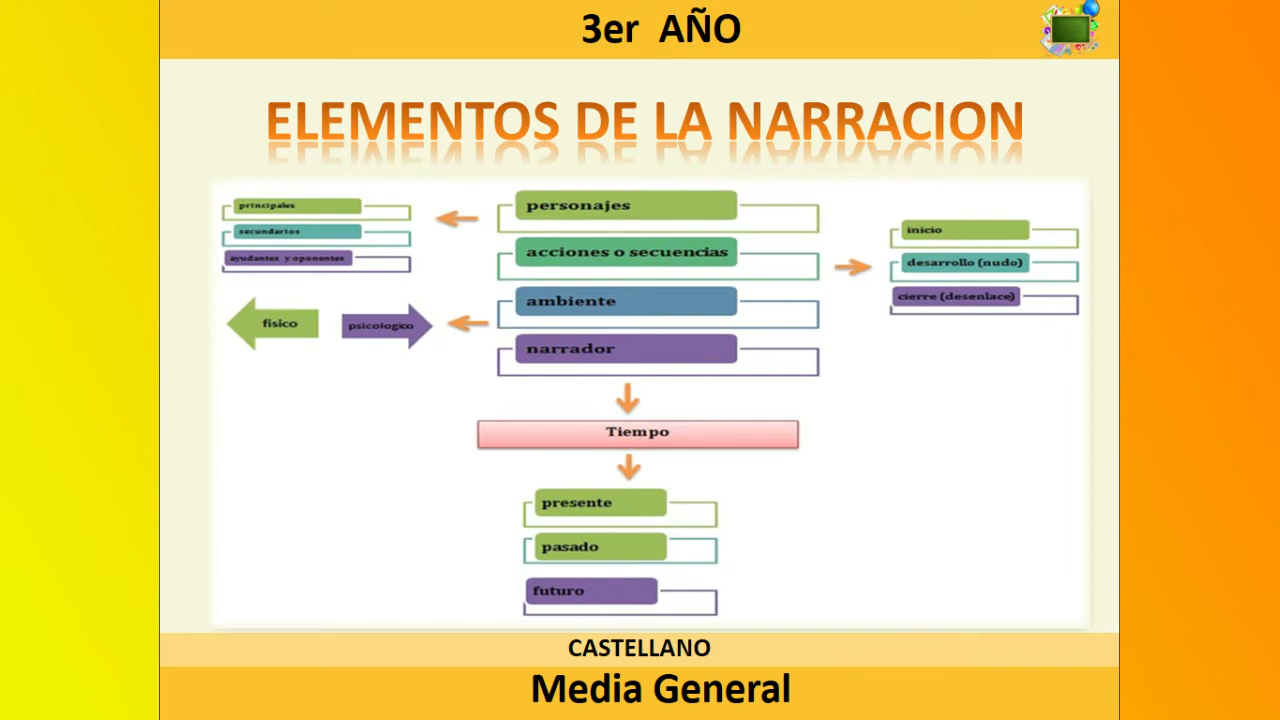 3er AÑO
ELEMENTOS DE LA NARRACION
personajes
principales
secundarios
ayudantes y oponentes
acciones o secuencias
inicio
desarrollo (nudo)
cierre (desenlace)
ambiente
fisico
psicologico
narrador
Tiempo
presente
pasado
futuro
CASTELLANO
Media General